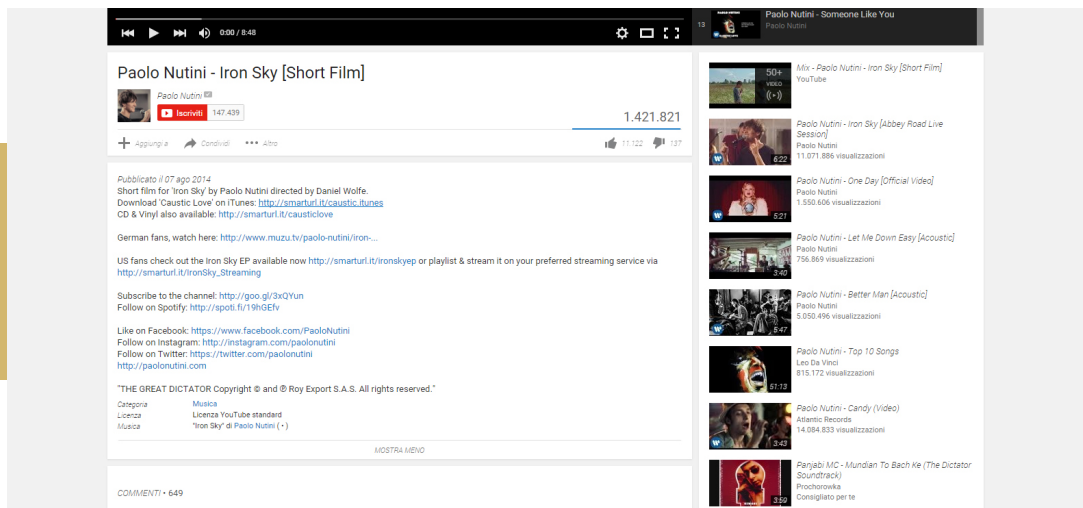 0:00 / 8:48
13
Paolo Nutini - Someone Like You
Paolo Nutini
Paolo Nutini - Iron Sky [Short Film]
Paolo Nutini
Iscriviti 147.439
1.421.821
Aggiungi a Condividi Altro
11 122 137
Pubblicato il 07 ago 2014
Short film for 'Iron Sky' by Paolo Nutini directed by Daniel Wolfe.
Download 'Caustic Love' on iTunes: http://smarturl.it/caustic.itunes
CD & Vinyl also available: http://smarturl.it/causticlove
German fans, watch here: http://www.muzu.tv/paolo-nutini/iron-...
US fans check out the Iron Sky EP available now http://smarturl.it/ironskyep or playlist & stream it on your preferred streaming service via
http://smarturl.it/IronSky_Streaming
Subscribe to the channel: http://goo.gl/3xQYun
Follow on Spotify: http://spoti.fi/19hGEfv
Like on Facebook: https://www.facebook.com/PaoloNutini
Follow on Instagram: http://instagram.com/paolonutini
Follow on Twitter: https://twitter.com/paolonutini
http://paolonutini.com
"THE GREAT DICTATOR Copyright © and ℗ Roy Export S.A.S. All rights reserved."
Categoria Musica
Licenza Licenza YouTube standard
Musica "Iron Sky" di Paolo Nutini ( • )
MOSTRA MENO
COMMENTI • 649
50+
VIDEO
Mix - Paolo Nutini - Iron Sky [Short Film]
YouTube
6:22
Paolo Nutini - Iron Sky [Abbey Road Live
Session]
Paolo Nutini
11.071.886 visualizzazioni
5:21
Paolo Nutini - One Day [Official Video]
Paolo Nutini
1.550.606 visualizzazioni
3:40
Paolo Nutini - Let Me Down Easy [Acoustic]
Paolo Nutini
756.869 visualizzazioni
5:47
Paolo Nutini - Better Man [Acoustic]
Paolo Nutini
5.050.496 visualizzazioni
51:13
Paolo Nutini - Top 10 Songs
Leo Da Vinci
815.172 visualizzazioni
3:43
Paolo Nutini - Candy (Video)
Atlantic Records
14.084.833 visualizzazioni
3:59
Panjabi MC - Mundian To Bach Ke (The Dictator
Soundtrack)
Prochorowka
Consigliato per te